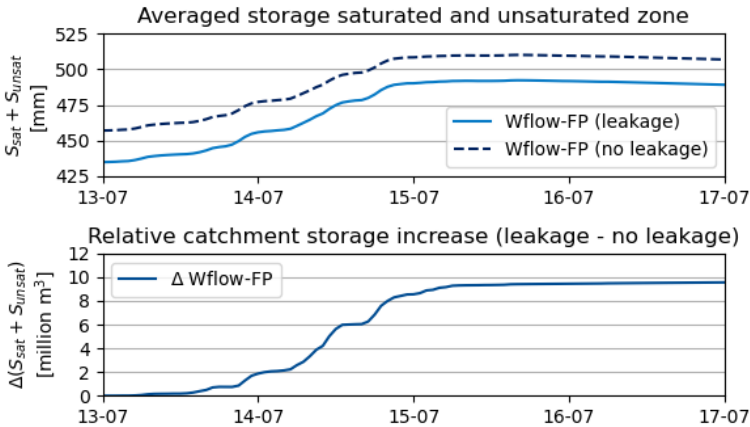 Averaged storage saturated and unsaturated zone
S_sat + S_unsat
[mm]
525
500
475
450
425
Wflow-FP (leakage)
Wflow-FP (no leakage)
13-07 14-07 15-07 16-07 17-07
Relative catchment storage increase (leakage - no leakage)
Δ(S_sat + S_unsat)
[million m³]
12
10
8
6
4
2
0
Δ Wflow-FP
13-07 14-07 15-07 16-07 17-07